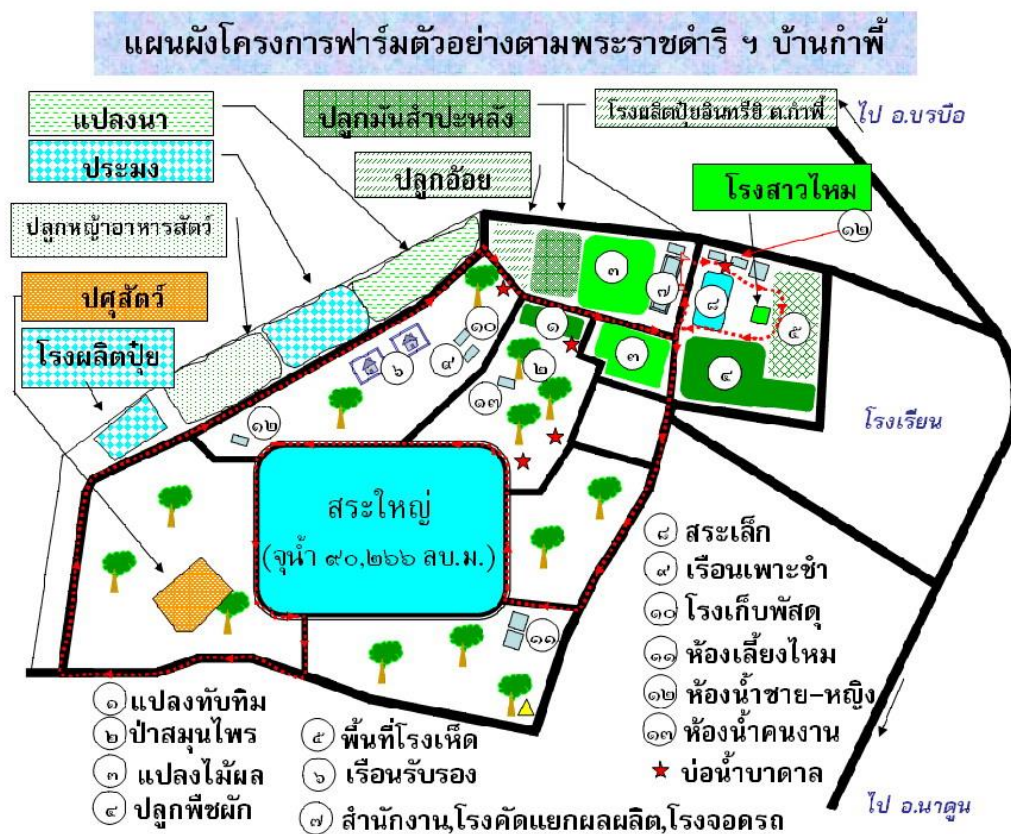 แผนผังโครงการฟาร์มตัวอย่างตามพระราชดำริ ฯ บ้านกำพี้
แปลงนา
ประมง
ปลูกหญ้าอาหารสัตว์
ปศุสัตว์
โรงผลิตปุ๋ย
ปลูกมันสำปะหลัง
ปลูกอ้อย
โรงผลิตปุ๋ยอินทรีย์ ต.กำพี้
ไป อ.บรบือ
โรงสาวไหม
๑๒
๓
๗
๘
๕
๑๐
๑
๖
๙
๒
๓
๔
๑๓
๑๒
โรงเรียน
สระใหญ่
(จุน้ำ ๙๐,๒๖๖ ลบ.ม.)
๑๑
๘ สระเล็ก
๙ เรือนเพาะชำ
๑๐ โรงเก็บพัสดุ
๑๑ ห้องเลี้ยงไหม
๑๒ ห้องน้ำชาย-หญิง
๑๓ ห้องน้ำคนงาน
บ่อน้ำบาดาล
๑ แปลงทับทิม
๒ ป่าสมุนไพร
๓ แปลงไม้ผล
๔ ปลูกพืชผัก
๕ พื้นที่โรงเห็ด
๖ เรือนรับรอง
๗ สำนักงาน,โรงคัดแยกผลผลิต,โรงจอดรถ
ไป อ.นาดูน